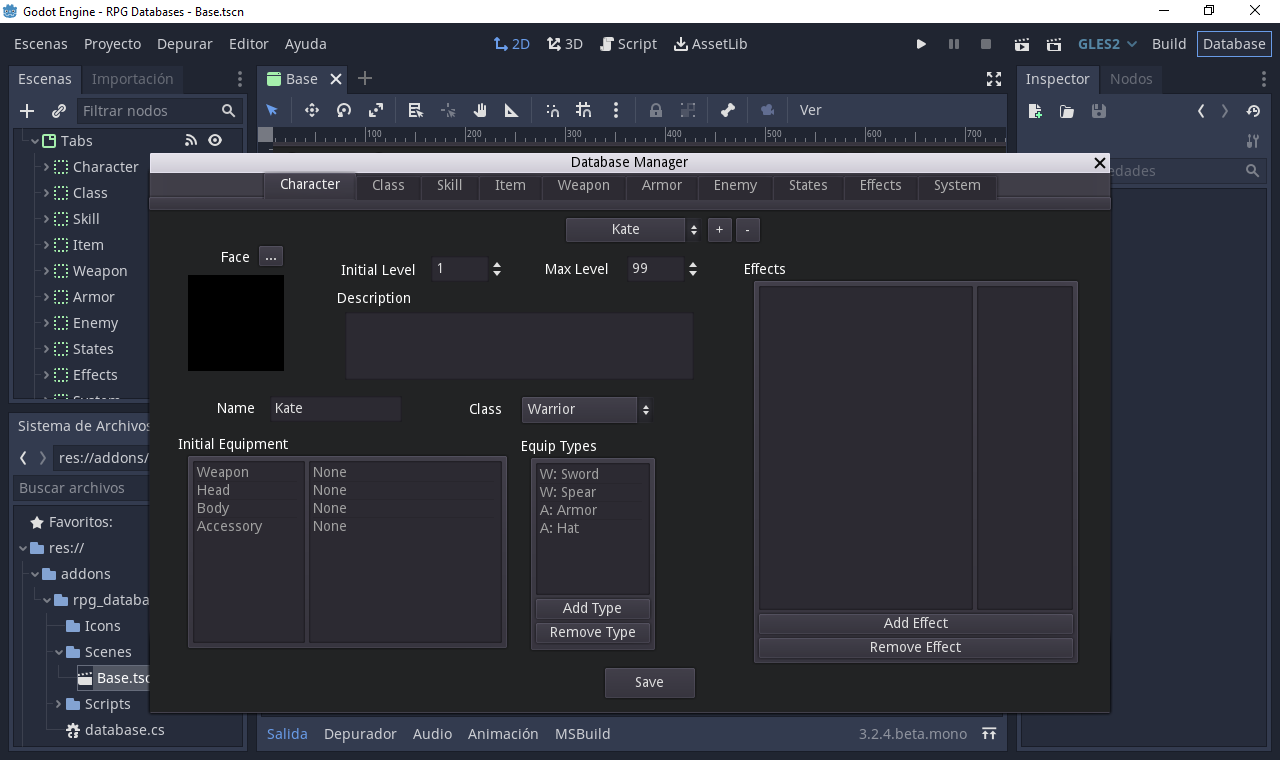 Godot Engine - RPG Databases - Base.tscn
Escenas Proyecto Depurar Editor Ayuda 2D 3D Script AssetLib GLES2 Build Database
Escenas Importación
Base
Inspector Nodos
Filtrar nodos
Ver
100 200 300 400 500 600 700
Tabs
Character
Class
Skill
Item
Weapon
Armor
Enemy
States
Effects
Sistema de Archivos
res://addons/
Buscar archivos
Favoritos:
res://
addons
rpg_databa
Icons
Scenes
Base.tsc
Scripts
database.cs
edades
Database Manager
Character Class Skill Item Weapon Armor Enemy States Effects System
Kate + -
Face ...
Initial Level 1 Max Level 99
Effects
Description
Name Kate Class Warrior
Initial Equipment
Weapon None
Head None
Body None
Accessory None
Equip Types
W: Sword
W: Spear
A: Armor
A: Hat
Add Type
Remove Type
Add Effect
Remove Effect
Save
Salida Depurador Audio Animación MSBuild 3.2.4.beta.mono